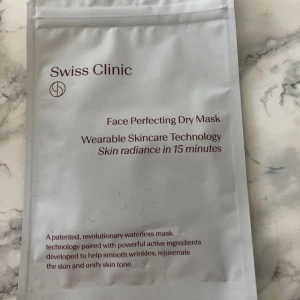 Swiss Clinic
Face Perfecting Dry Mask
Wearable Skincare Technology
Skin radiance in 15 minutes
A patented, revolutionary waterless mask
technology paired with powerful active ingredients
developed to help smooth wrinkles, rejuvenate
the skin and unify skin tone.